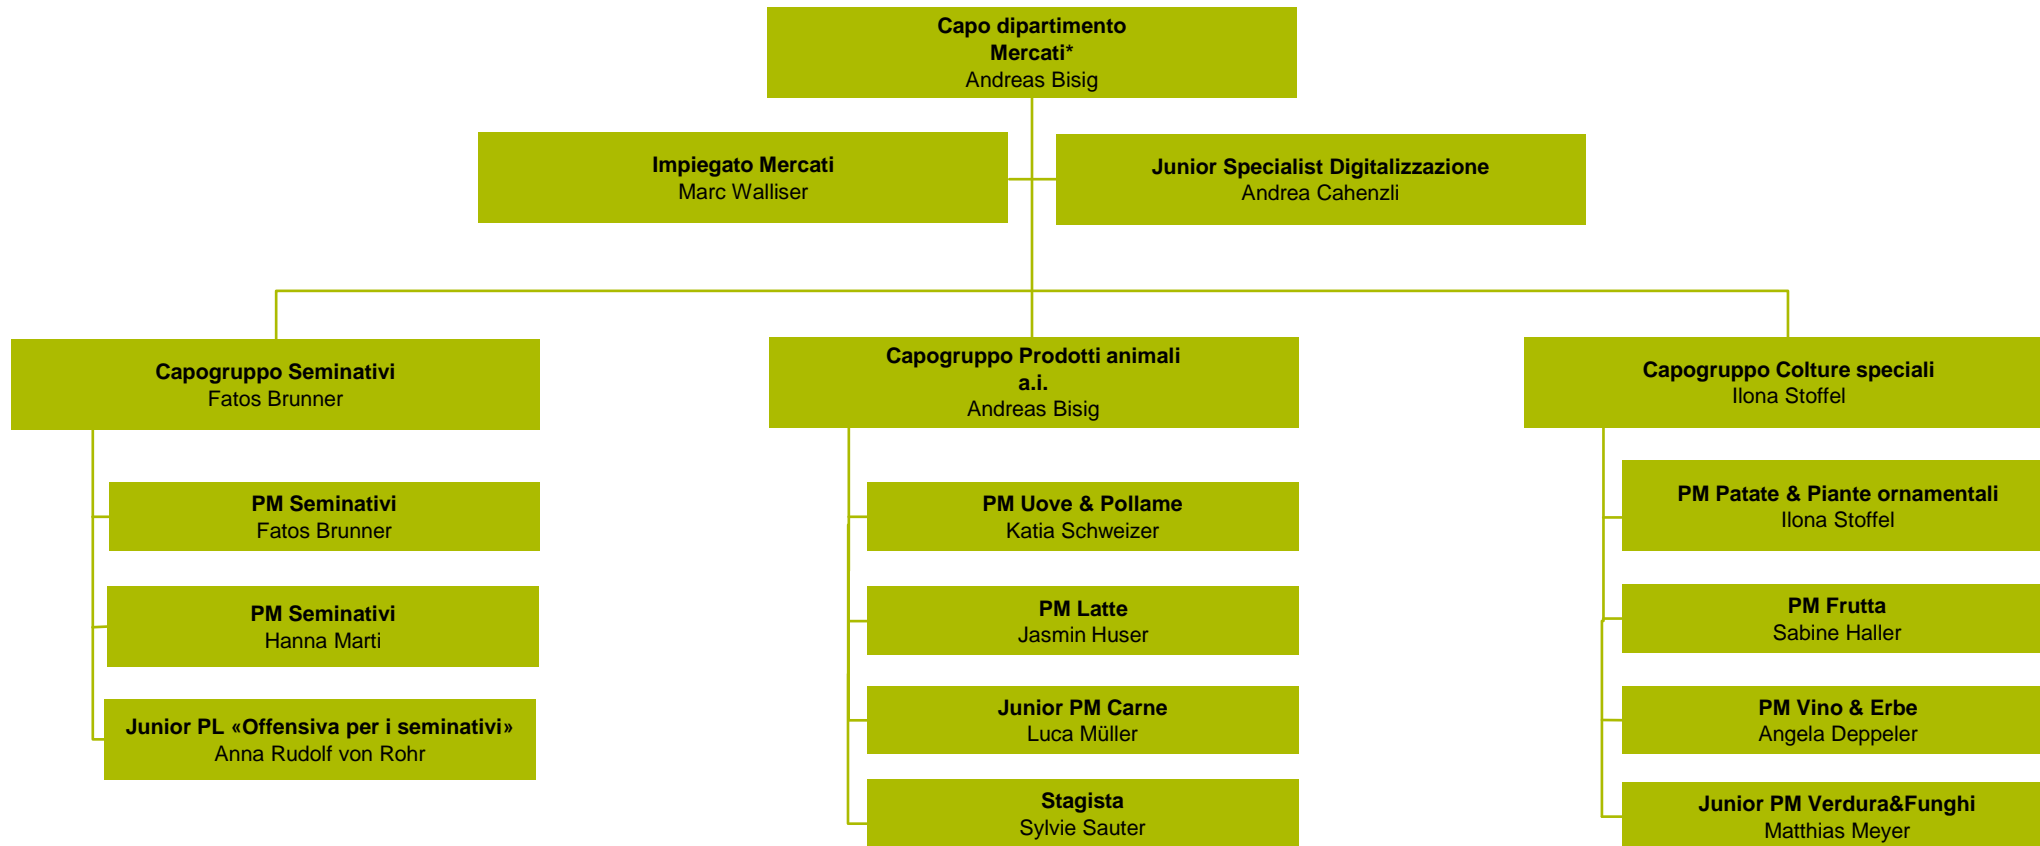 Capo dipartimento
Mercati*
Andreas Bisig
Impiegato Mercati
Marc Walliser
Junior Specialist Digitalizzazione
Andrea Cahenzli
Capogruppo Seminativi
Fatos Brunner
PM Seminativi
Fatos Brunner
PM Seminativi
Hanna Marti
Junior PL «Offensiva per i seminativi»
Anna Rudolf von Rohr
Capogruppo Prodotti animali
a.i.
Andreas Bisig
PM Uove & Pollame
Katia Schweizer
PM Latte
Jasmin Huser
Junior PM Carne
Luca Müller
Stagista
Sylvie Sauter
Capogruppo Colture speciali
Ilona Stoffel
PM Patate & Piante ornamentali
Ilona Stoffel
PM Frutta
Sabine Haller
PM Vino & Erbe
Angela Deppeler
Junior PM Verdura&Funghi
Matthias Meyer